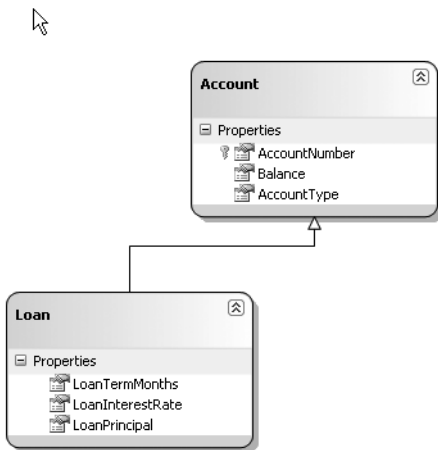 Account
Properties
AccountNumber
Balance
AccountType
Loan
Properties
LoanTermMonths
LoanInterestRate
LoanPrincipal